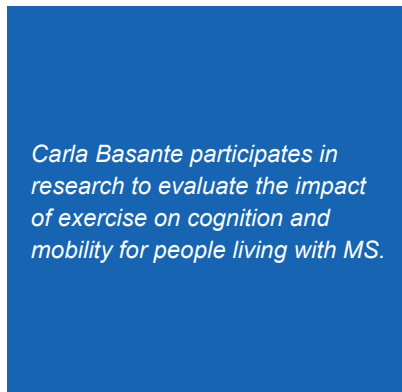 Carla Basante participates in
research to evaluate the impact
of exercise on cognition and
mobility for people living with MS.